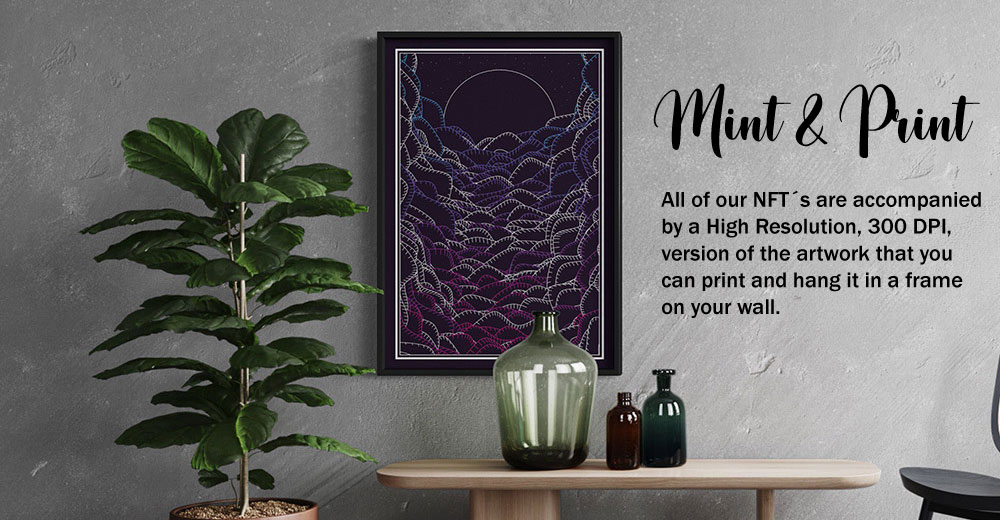 Mint & Print
All of our NFT´s are accompanied
by a High Resolution, 300 DPI,
version of the artwork that you
can print and hang it in a frame
on your wall.